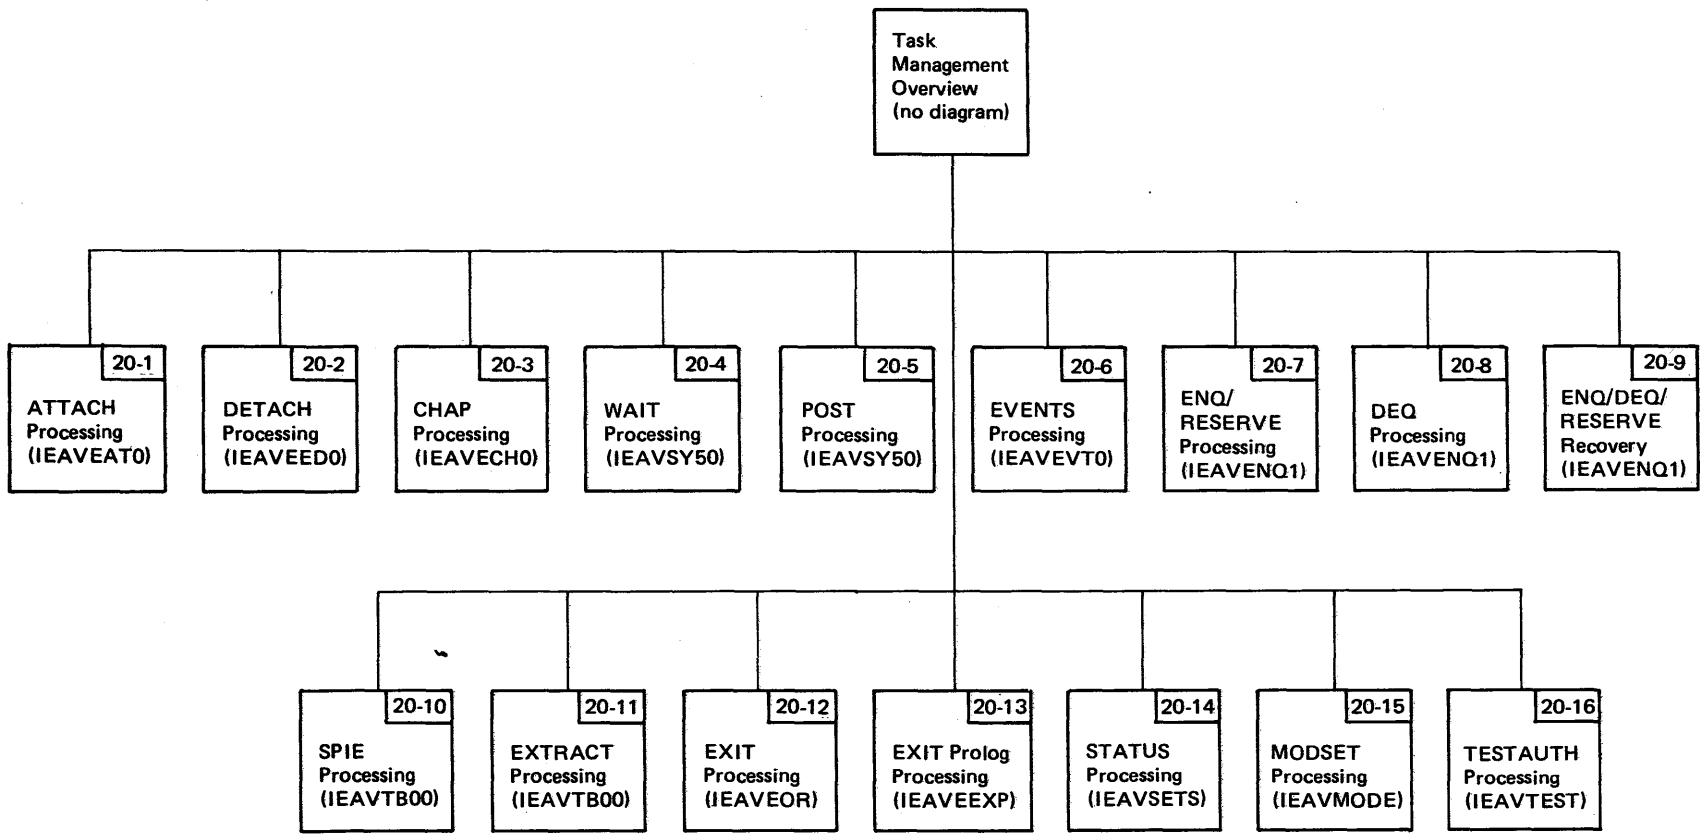 Task
Management
Overview
(no diagram)
20-1
ATTACH
Processing
(IEAVEAT0)
20-2
DETACH
Processing
(IEAVEED0)
20-3
CHAP
Processing
(IEAVECH0)
20-4
WAIT
Processing
(IEAVSY50)
20-5
POST
Processing
(IEAVSY50)
20-6
EVENTS
Processing
(IEAVEVT0)
20-7
ENQ/
RESERVE
Processing
(IEAVENQ1)
20-8
DEQ
Processing
(IEAVENQ1)
20-9
ENQ/DEQ/
RESERVE
Recovery
(IEAVENQ1)
20-10
SPIE
Processing
(IEAVTB00)
20-11
EXTRACT
Processing
(IEAVTB00)
20-12
EXIT
Processing
(IEAVEOR)
20-13
EXIT Prolog
Processing
(IEAVEEXP)
20-14
STATUS
Processing
(IEAVSETS)
20-15
MODSET
Processing
(IEAVMODE)
20-16
TESTAUTH
Processing
(IEAVTEST)